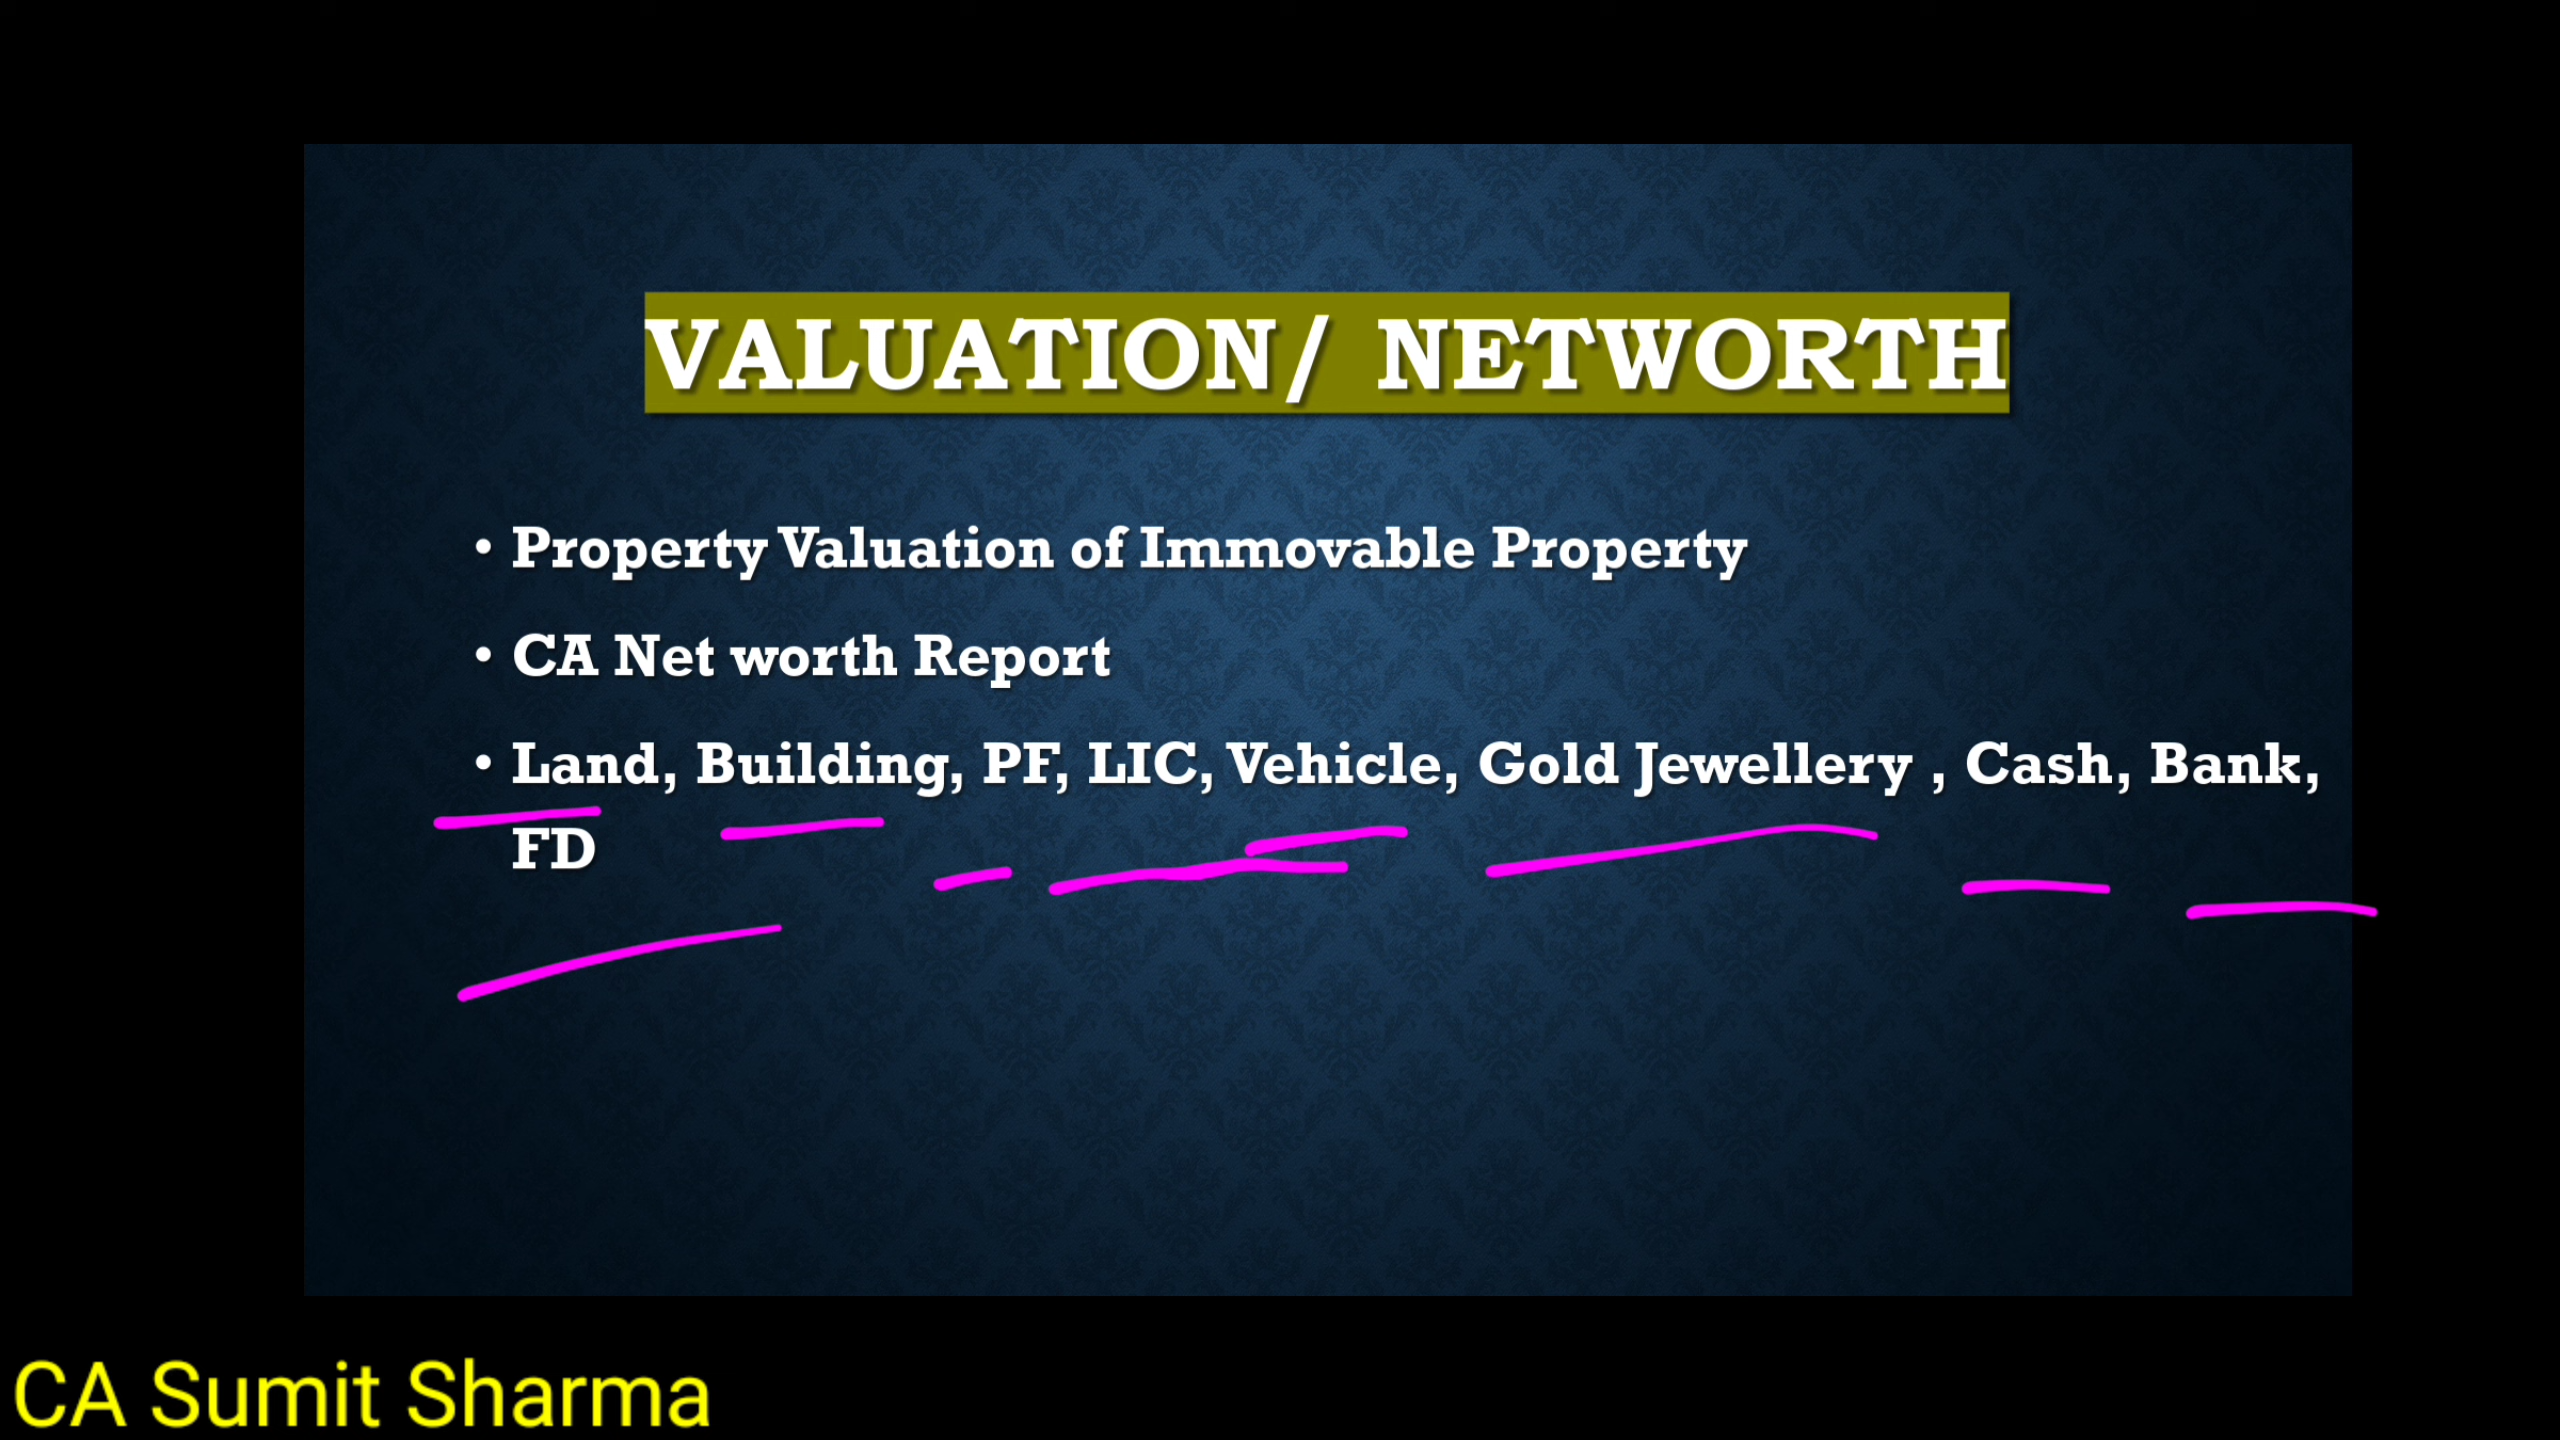 VALUATION/ NETWORTH
• Property Valuation of Immovable Property
• CA Net worth Report
• Land, Building, PF, LIC, Vehicle, Gold Jewellery , Cash, Bank,
FD
CA Sumit Sharma